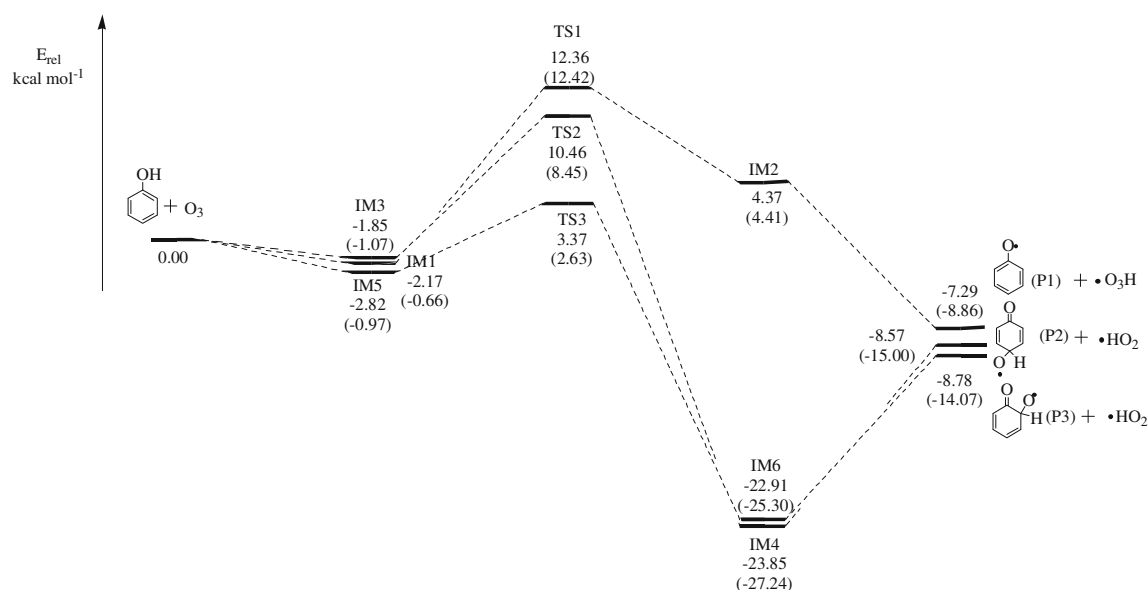 TS1
12.36
(12.42)
E_rel
kcal mol⁻¹
TS2
10.46
(8.45)
IM2
4.37
(4.41)
OH
+ O₃
0.00
IM3
-1.85
(-1.07)
TS3
3.37
(2.63)
IM1
-2.17
(-0.66)
IM5
-2.82
(-0.97)
O•
(P1) + •O₃H
-7.29
(-8.86)
O
-8.57
(-15.00)
(P2) + •HO₂
H
O
•
-8.78
(-14.07)
O
O•
H (P3) + •HO₂
IM6
-22.91
(-25.30)
IM4
-23.85
(-27.24)